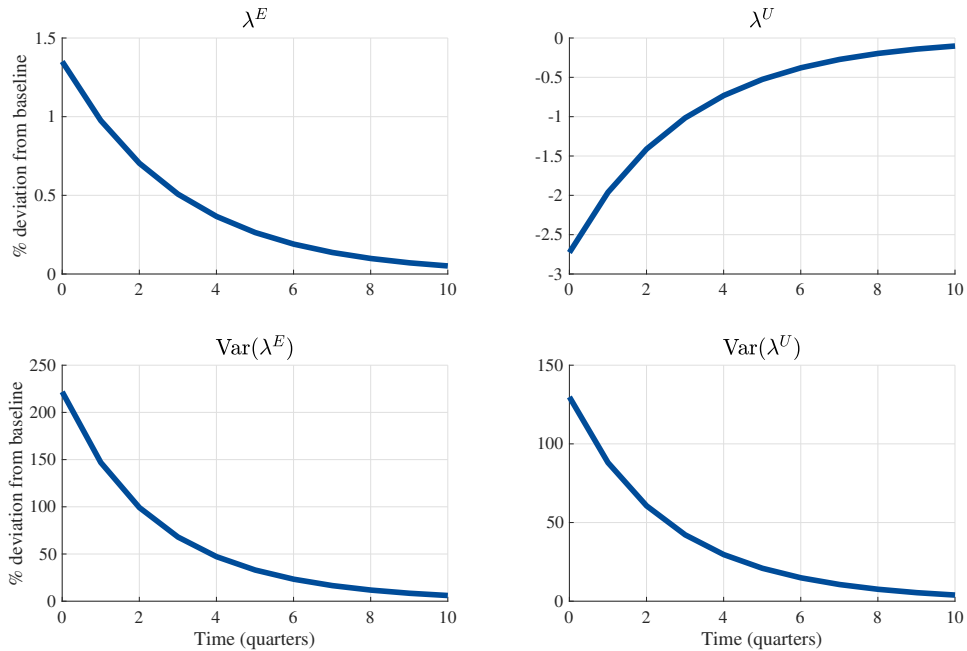 λ^E
% deviation from baseline
1.5
1
0.5
0
0 2 4 6 8 10
λ^U
0
-0.5
-1
-1.5
-2
-2.5
-3
0 2 4 6 8 10
Var(λ^E)
% deviation from baseline
250
200
150
100
50
0
0 2 4 6 8 10
Time (quarters)
Var(λ^U)
150
100
50
0
0 2 4 6 8 10
Time (quarters)